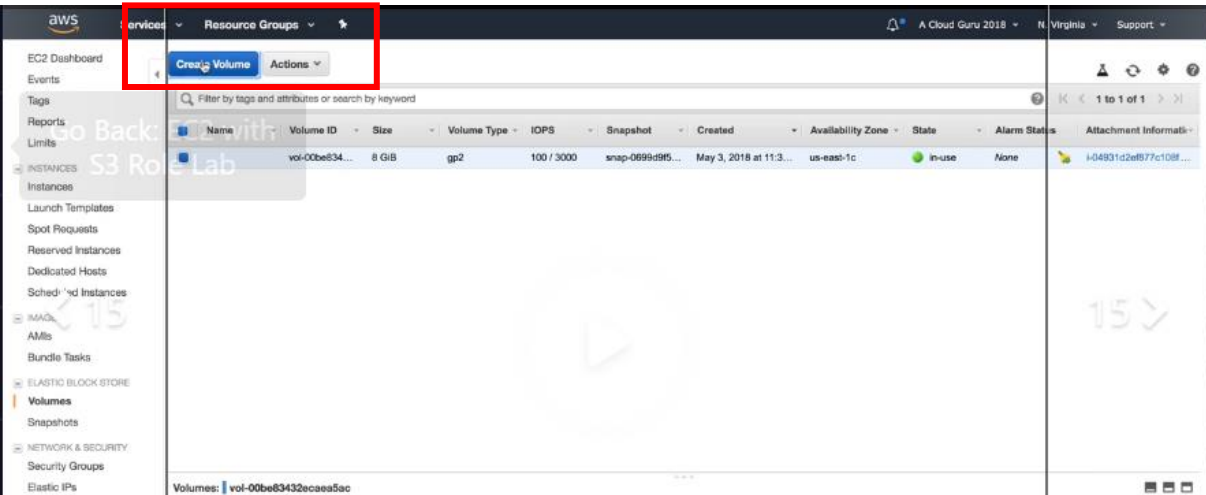 aws Services Resource Groups A Cloud Guru 2018 N. Virginia Support
EC2 Dashboard
Events
Tags
Reports
Limits
INSTANCES
Instances
Launch Templates
Spot Requests
Reserved Instances
Dedicated Hosts
Scheduled Instances
IMAGES
AMIs
Bundle Tasks
ELASTIC BLOCK STORE
Volumes
Snapshots
NETWORK & SECURITY
Security Groups
Elastic IPs
Go Back: EC2 with
S3 Role Lab
15
Create Volume Actions
Filter by tags and attributes or search by keyword 1 to 1 of 1
Name Volume ID Size Volume Type IOPS Snapshot Created Availability Zone State Alarm Status Attachment Informati
vol-00be834... 8 GiB gp2 100 / 3000 snap-0699d9f5... May 3, 2018 at 11:3... us-east-1c in-use None i-04931d2ef877c108f...
15
Volumes: vol-00be83432ecaea5ac